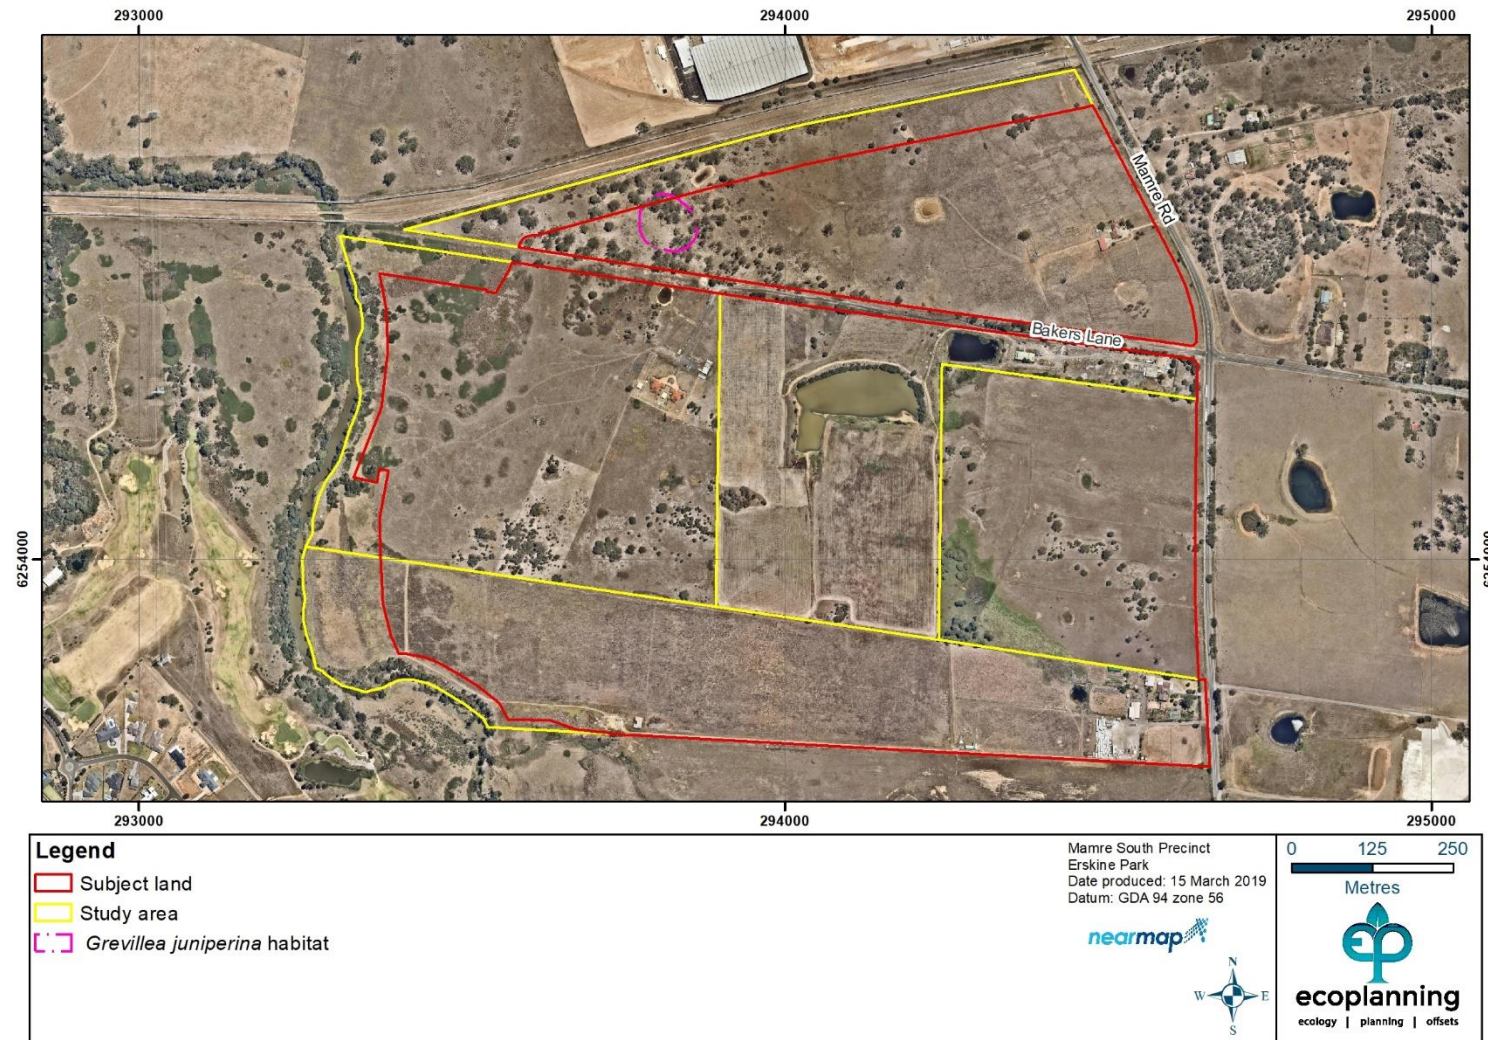 293000
294000
295000
Mamre Rd
Bakers Lane
6254000
6254000
293000
294000
295000
Legend
Subject land
Study area
Grevillea juniperina habitat
Mamre South Precinct
Erskine Park
Date produced: 15 March 2019
Datum: GDA 94 zone 56
nearmap
N
W E
S
0 125 250
Metres
ep
ecoplanning
ecology | planning | offsets